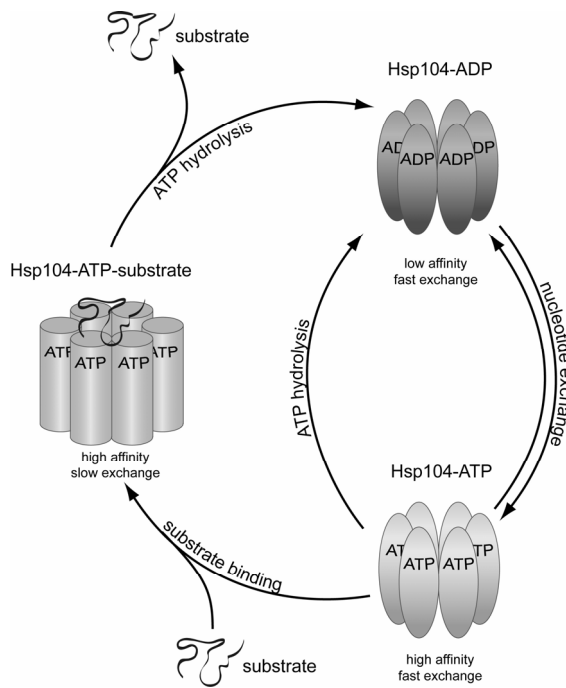 substrate
Hsp104-ADP
ATP hydrolysis
AD
ADP
ADP
DP
Hsp104-ATP-substrate
low affinity
fast exchange
nucleotide exchange
ATP
ATP
ATP
ATP
ATP hydrolysis
high affinity
slow exchange
Hsp104-ATP
substrate binding
AT
ATP
ATP
TP
substrate
high affinity
fast exchange